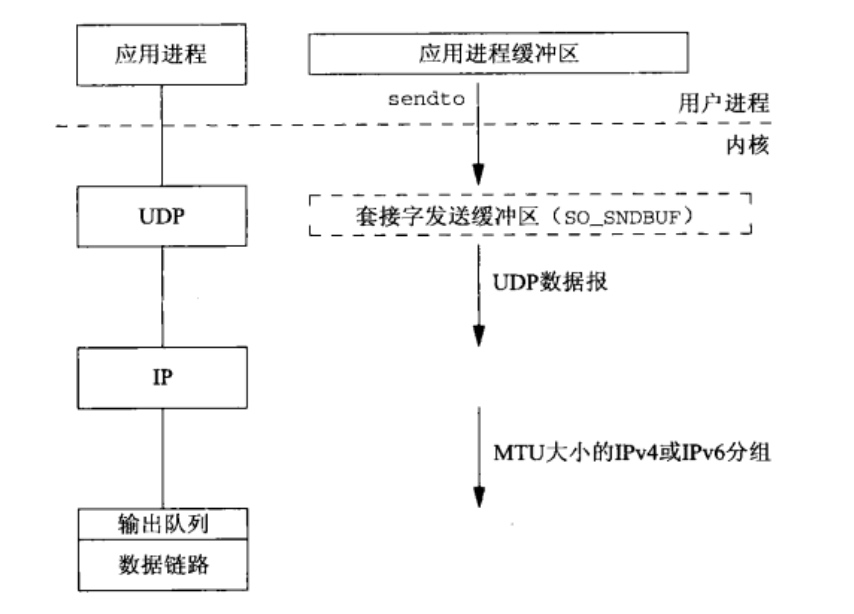 应用进程
应用进程缓冲区
sendto
用户进程
内核
UDP
套接字发送缓冲区（SO_SNDBUF）
UDP数据报
IP
MTU大小的IPv4或IPv6分组
输出队列
数据链路